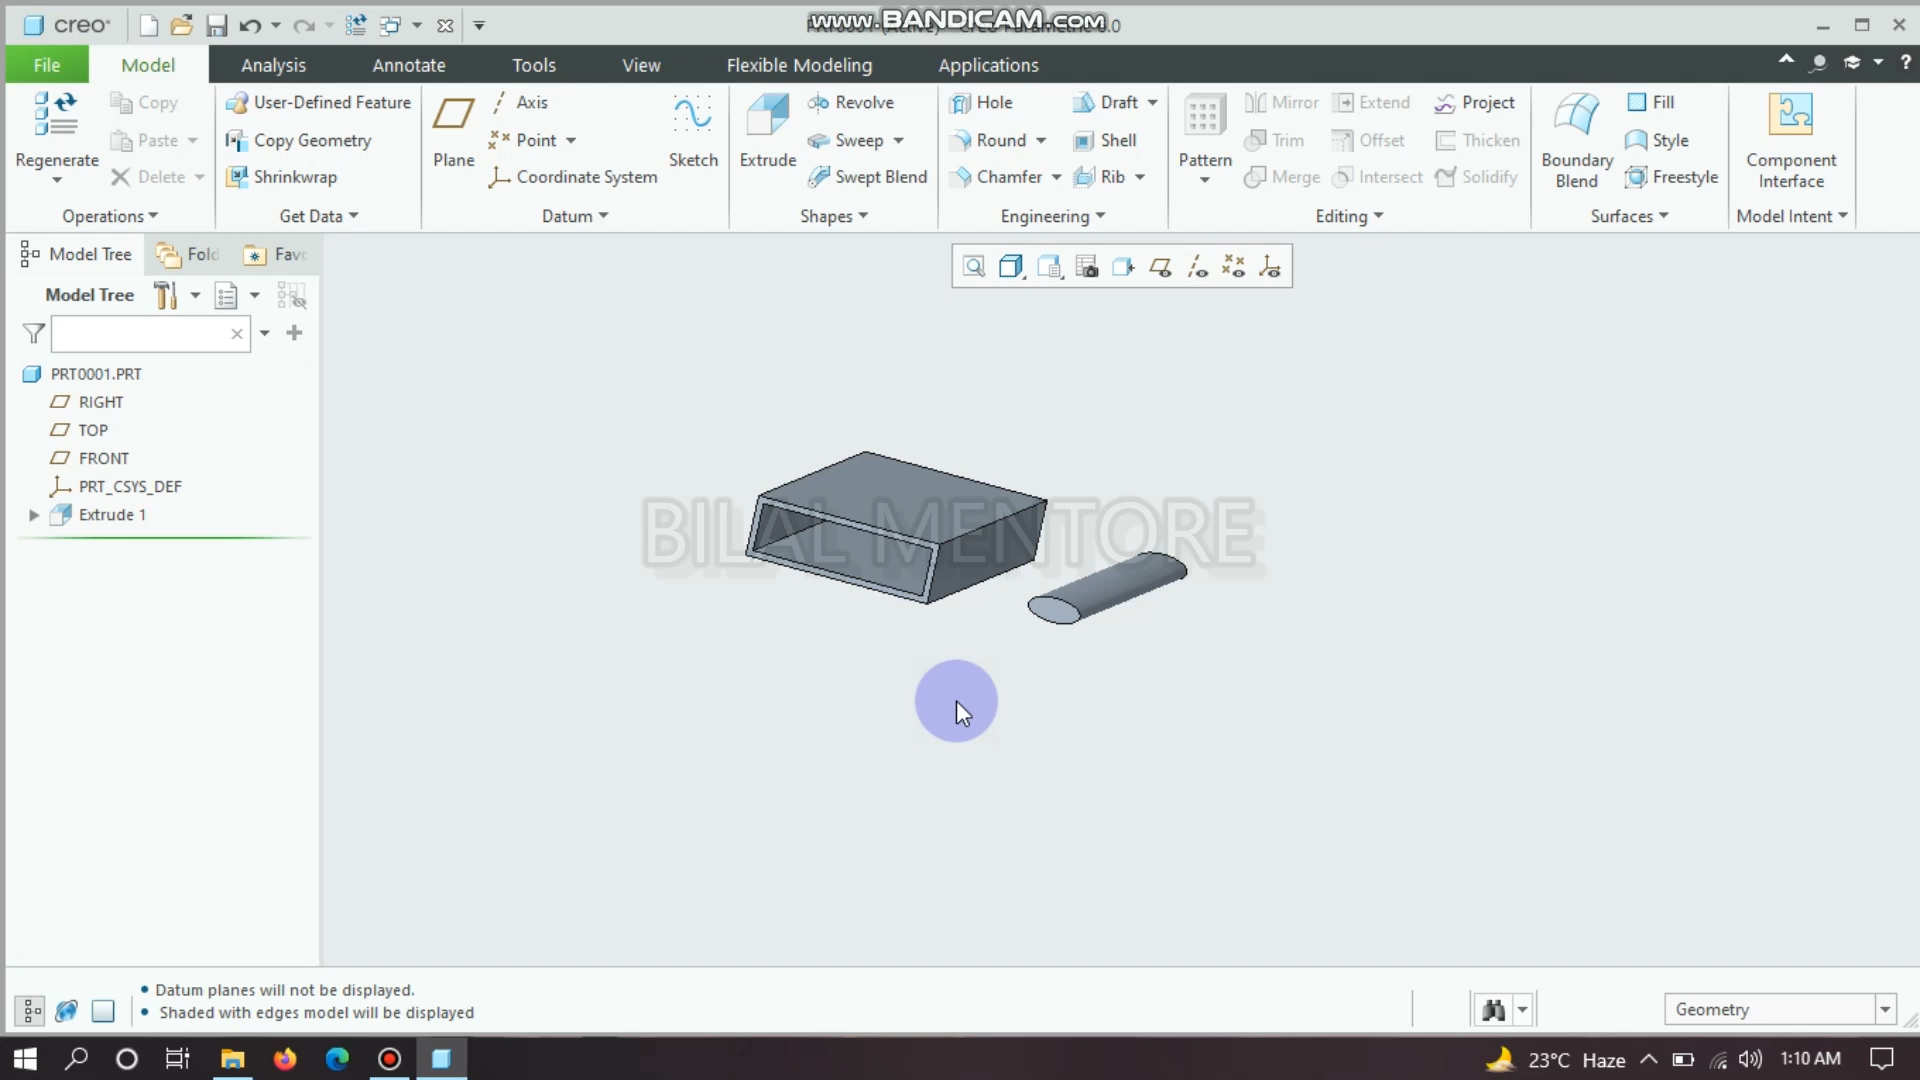 creo
www.BANDICAM.com
File
Model
Analysis
Annotate
Tools
View
Flexible Modeling
Applications
Regenerate
Copy
Paste
Delete
Operations
User-Defined Feature
Copy Geometry
Shrinkwrap
Get Data
Plane
Axis
Point
Coordinate System
Sketch
Datum
Extrude
Revolve
Sweep
Swept Blend
Shapes
Hole
Round
Chamfer
Draft
Shell
Rib
Engineering
Pattern
Mirror
Trim
Merge
Extend
Offset
Intersect
Project
Thicken
Solidify
Editing
Boundary
Blend
Fill
Style
Freestyle
Surfaces
Component
Interface
Model Intent
Model Tree
Fold
Favo
Model Tree
PRT0001.PRT
RIGHT
TOP
FRONT
PRT_CSYS_DEF
Extrude 1
BILAL MENTORE
• Datum planes will not be displayed.
• Shaded with edges model will be displayed
Geometry
23°C Haze
1:10 AM